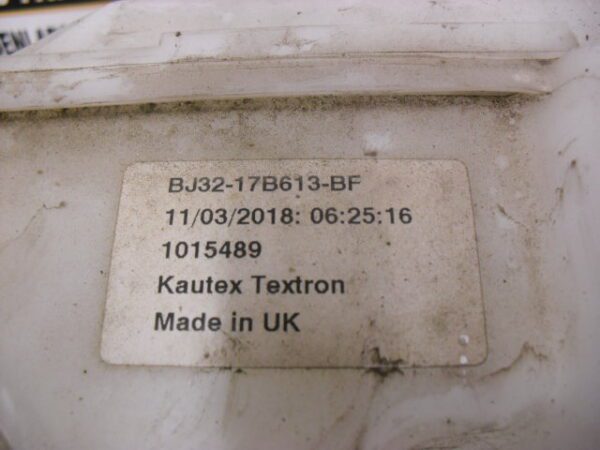 BJ32-17B613-BF
11/03/2018: 06:25:16
1015489
Kautex Textron
Made in UK